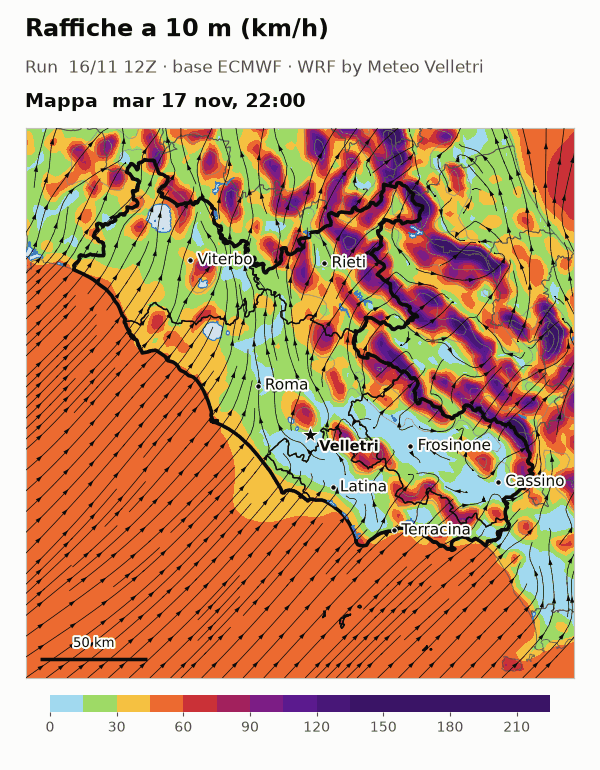 Raffiche a 10 m (km/h)
Run 16/11 12Z · base ECMWF · WRF by Meteo Velletri
Mappa mar 17 nov, 22:00
Viterbo
Rieti
Roma
Velletri
Frosinone
Cassino
Latina
Terracina
50 km
0 30 60 90 120 150 180 210